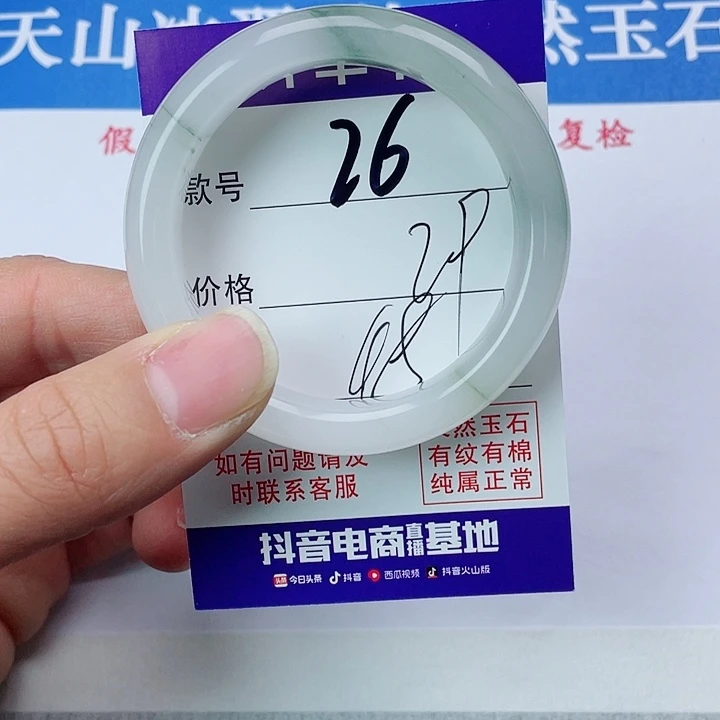 天山 然玉石
假 复检
款号 26
价格
如有问题请及
时联系客服
然玉石
有纹有棉
纯属正常
抖音电商直播基地
头条 今日头条 抖音 西瓜视频 抖音火山版